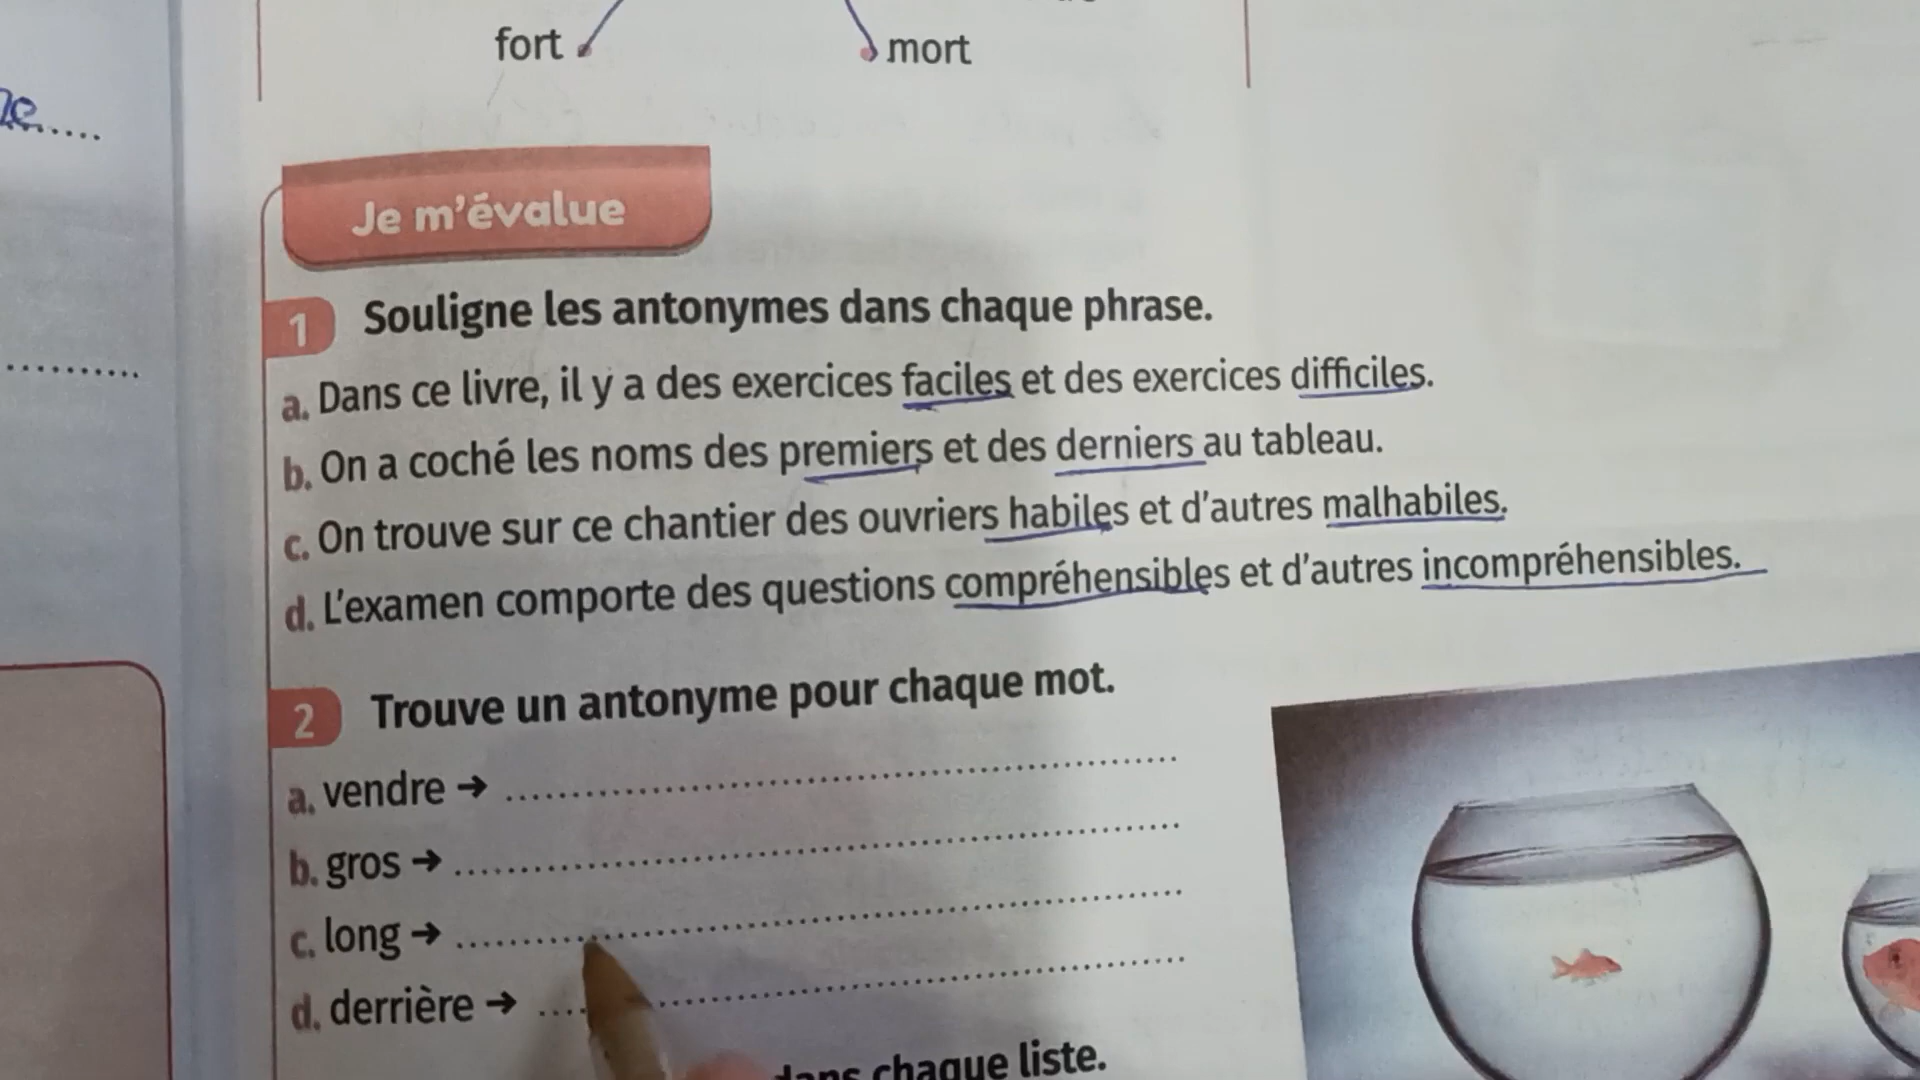 fort mort
Je m'évalue
1 Souligne les antonymes dans chaque phrase.
a. Dans ce livre, il y a des exercices faciles et des exercices difficiles.
b. On a coché les noms des premiers et des derniers au tableau.
c. On trouve sur ce chantier des ouvriers habiles et d'autres malhabiles.
d. L'examen comporte des questions compréhensibles et d'autres incompréhensibles.
2 Trouve un antonyme pour chaque mot.
a. vendre →
b. gros →
c. long →
d. derrière →
dans chaque liste.